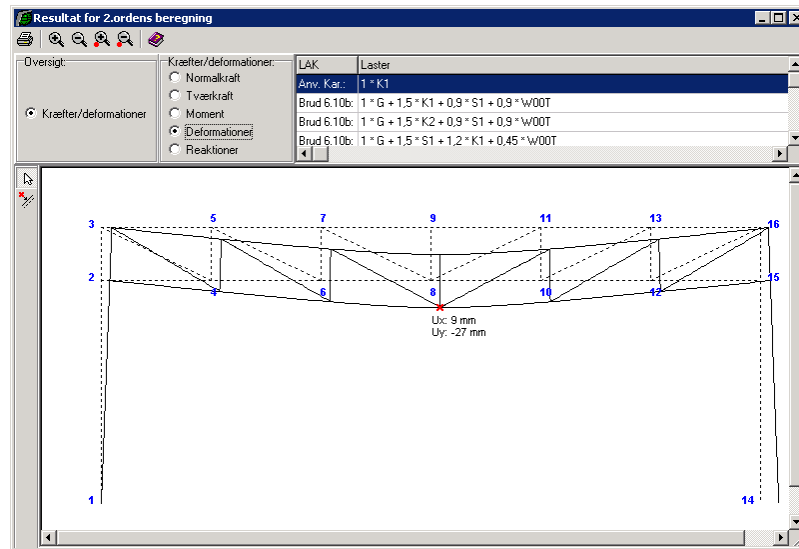 Resultat for 2.ordens beregning
Oversigt:
Kræfter/deformationer
Kræfter/deformationer:
Normalkraft
Tværkraft
Moment
Deformationer
Reaktioner
LAK Laster
Anv. Kar.: 1 * K1
Brud 6.10b: 1 * G + 1,5 * K1 + 0,9 * S1 + 0,9 * W00T
Brud 6.10b: 1 * G + 1,5 * K2 + 0,9 * S1 + 0,9 * W00T
Brud 6.10b: 1 * G + 1,5 * S1 + 1,2 * K1 + 0,45 * W00T
3 5 7 9 11 13 16
2 4 6 8 10 12 15
Ux: 9 mm
Uy: -27 mm
1 14